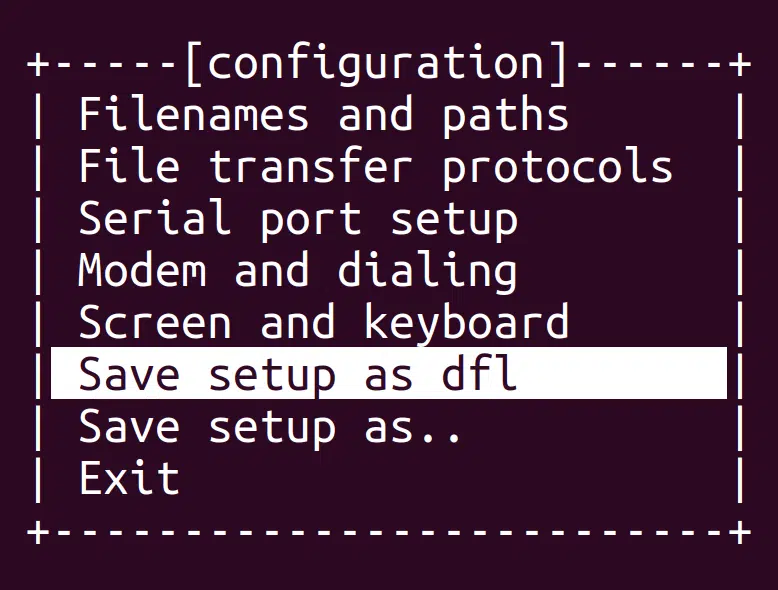 +-----[configuration]------+
| Filenames and paths      |
| File transfer protocols  |
| Serial port setup        |
| Modem and dialing        |
| Screen and keyboard      |
| Save setup as dfl        |
| Save setup as..          |
| Exit                     |
+--------------------------+